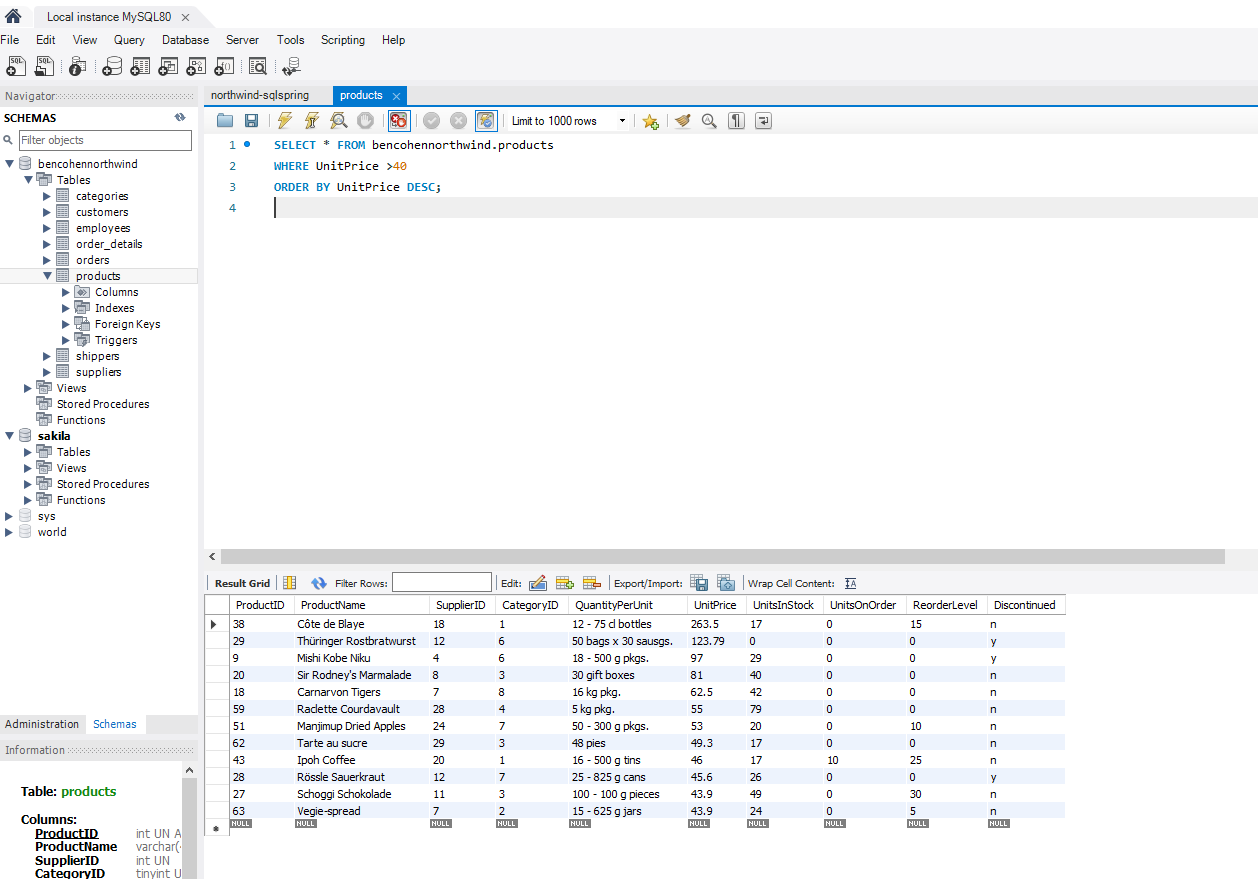 Local instance MySQL80
File Edit View Query Database Server Tools Scripting Help
Navigator
SCHEMAS
Filter objects
bencohennorthwind
Tables
categories
customers
employees
order_details
orders
products
Columns
Indexes
Foreign Keys
Triggers
shippers
suppliers
Views
Stored Procedures
Functions
sakila
Tables
Views
Stored Procedures
Functions
sys
world
Administration Schemas
Information
Table: products
Columns:
ProductID int UN A
ProductName varchar(
SupplierID int UN
CategoryID tinyint U
northwind-sqlspring products
Limit to 1000 rows
1 SELECT * FROM bencohennorthwind.products
2 WHERE UnitPrice >40
3 ORDER BY UnitPrice DESC;
4
Result Grid Filter Rows: Edit: Export/Import: Wrap Cell Content: IA
ProductID ProductName SupplierID CategoryID QuantityPerUnit UnitPrice UnitsInStock UnitsOnOrder ReorderLevel Discontinued
38 Côte de Blaye 18 1 12 - 75 cl bottles 263.5 17 0 15 n
29 Thüringer Rostbratwurst 12 6 50 bags x 30 sausgs. 123.79 0 0 0 y
9 Mishi Kobe Niku 4 6 18 - 500 g pkgs. 97 29 0 0 y
20 Sir Rodney's Marmalade 8 3 30 gift boxes 81 40 0 0 n
18 Carnarvon Tigers 7 8 16 kg pkg. 62.5 42 0 0 n
59 Raclette Courdavault 28 4 5 kg pkg. 55 79 0 0 n
51 Manjimup Dried Apples 24 7 50 - 300 g pkgs. 53 20 0 10 n
62 Tarte au sucre 29 3 48 pies 49.3 17 0 0 n
43 Ipoh Coffee 20 1 16 - 500 g tins 46 17 10 25 n
28 Rössle Sauerkraut 12 7 25 - 825 g cans 45.6 26 0 0 y
27 Schoggi Schokolade 11 3 100 - 100 g pieces 43.9 49 0 30 n
63 Vegie-spread 7 2 15 - 625 g jars 43.9 24 0 5 n
NULL NULL NULL NULL NULL NULL NULL NULL NULL NULL